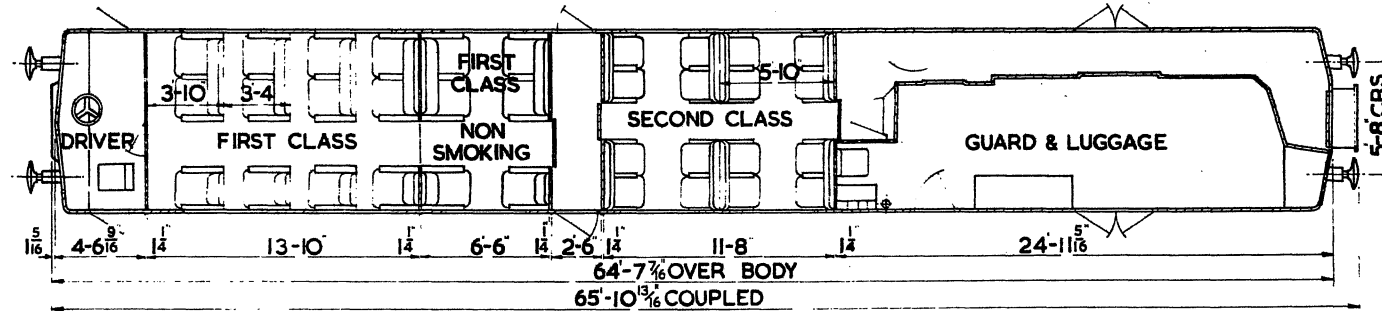 FIRST
CLASS
5-10"
3-10"
3-4
5'-8" CRS
DRIVER
FIRST CLASS
NON
SMOKING
SECOND CLASS
GUARD & LUGGAGE
1 5/16 4-6 9/16" 1 1/4" 13-10" 1 1/4" 6'-6" 1 1/4" 2'-6" 1 1/4" 11-8" 1 1/4" 24'-11 5/16"
64'-7 7/16" OVER BODY
65'-10 13/16" COUPLED